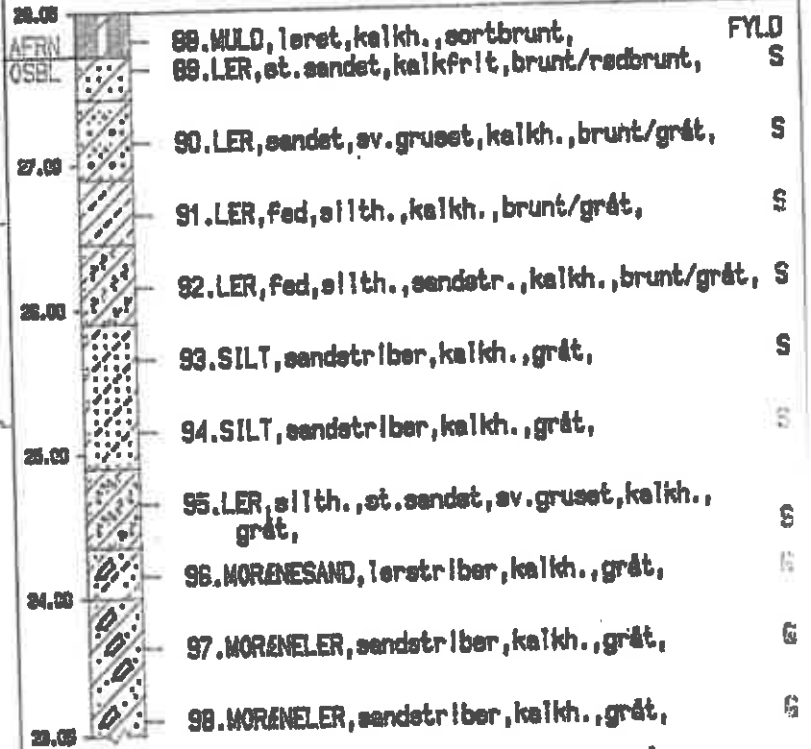 28.05
AFRN
OSBL
88.MULD,leret,kalkh.,sortbrunt, FYLD
89.LER,st.sandet,kalkfrit,brunt/rødbrunt, S
90.LER,sandet,sv.gruset,kalkh.,brunt/gråt, S
27.00
91.LER,fed,silth.,kalkh.,brunt/gråt, S
92.LER,fed,silth.,sandstr.,kalkh.,brunt/gråt, S
26.00
93.SILT,sandstriber,kalkh.,gråt, S
94.SILT,sandstriber,kalkh.,gråt, S
25.00
95.LER,silth.,st.sandet,sv.gruset,kalkh.,
gråt, S
96.MORÆNESAND,lerstriber,kalkh.,gråt, G
24.00
97.MORÆNELER,sandstriber,kalkh.,gråt, G
98.MORÆNELER,sandstriber,kalkh.,gråt, G